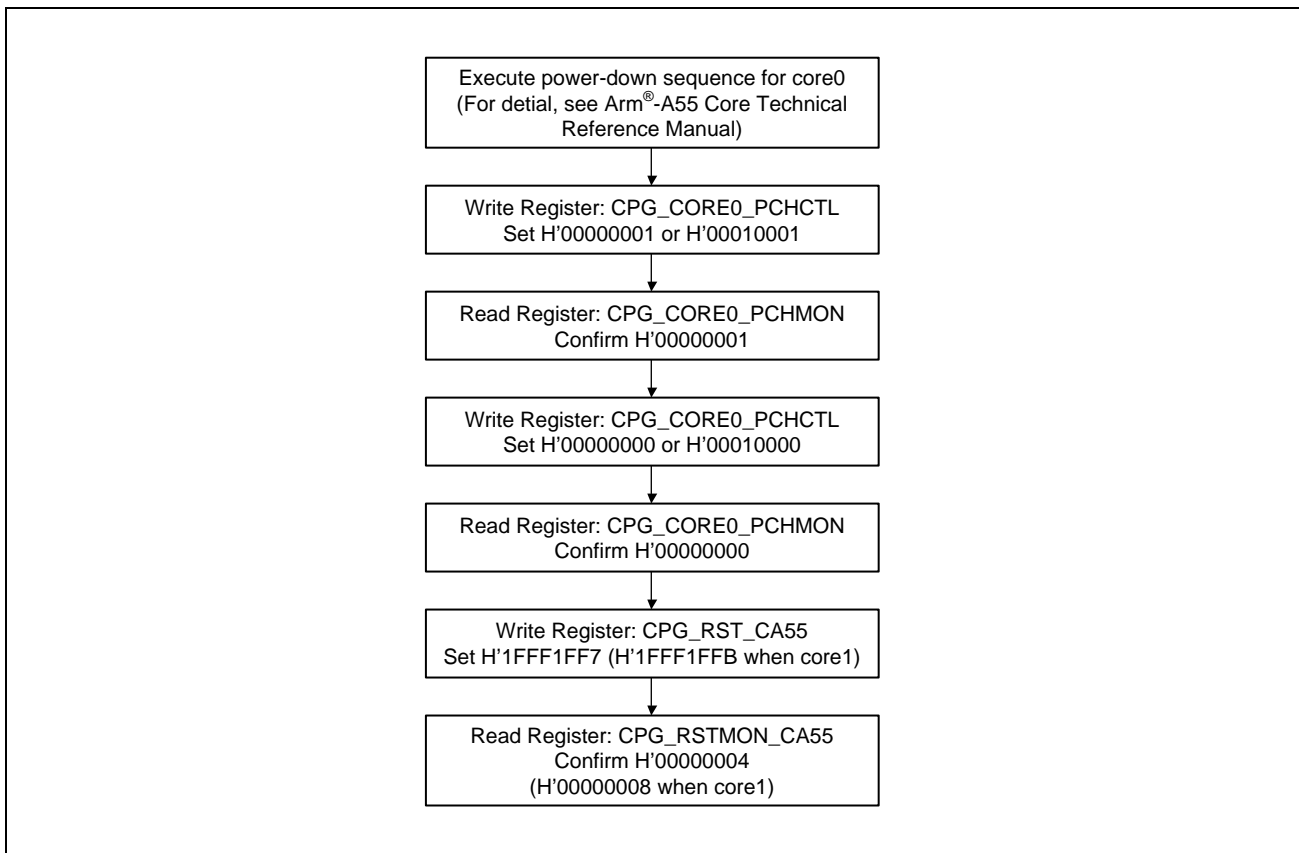 Execute power-down sequence for core0
(For detial, see Arm®-A55 Core Technical
Reference Manual)
Write Register: CPG_CORE0_PCHCTL
Set H'00000001 or H'00010001
Read Register: CPG_CORE0_PCHMON
Confirm H'00000001
Write Register: CPG_CORE0_PCHCTL
Set H'00000000 or H'00010000
Read Register: CPG_CORE0_PCHMON
Confirm H'00000000
Write Register: CPG_RST_CA55
Set H'1FFF1FF7 (H'1FFF1FFB when core1)
Read Register: CPG_RSTMON_CA55
Confirm H'00000004
(H'00000008 when core1)